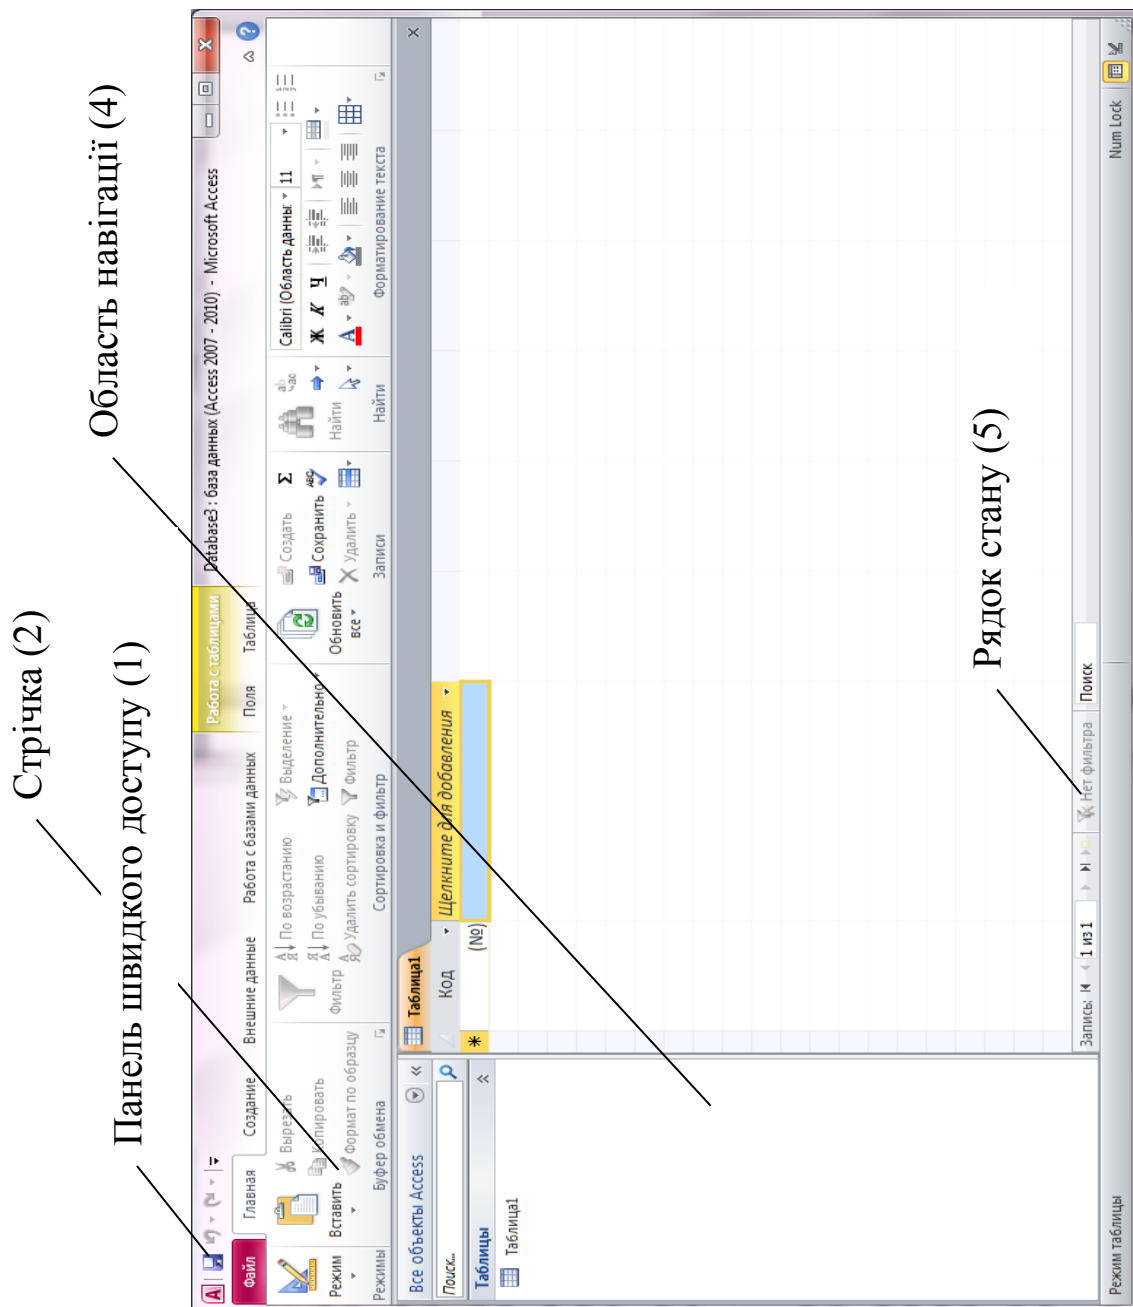 Стрічка (2)
Панель швидкого доступу (1)
Область навігації (4)
Database3 : база данных (Access 2007 - 2010) - Microsoft Access
Работа с таблицами
Файл Главная Создание Внешние данные Работа с базами данных Поля Таблица
Режим
Режимы
Вставить
Вырезать
Копировать
Формат по образцу
Буфер обмена
Фильтр
По возрастанию
По убыванию
Удалить сортировку
Выделение
Дополнительно
Фильтр
Сортировка и фильтр
Обновить
все
Создать
Сохранить
Удалить
Записи
Найти
Найти
Calibri (Область данны: 11
Ж К Ч
Форматирование текста
Все объекты Access
Поиск...
Таблицы
Таблица1
Таблица1
Код Щелкните для добавления
(№)
Рядок стану (5)
Запись: 1 из 1 Нет фильтра Поиск
Режим таблицы Num Lock